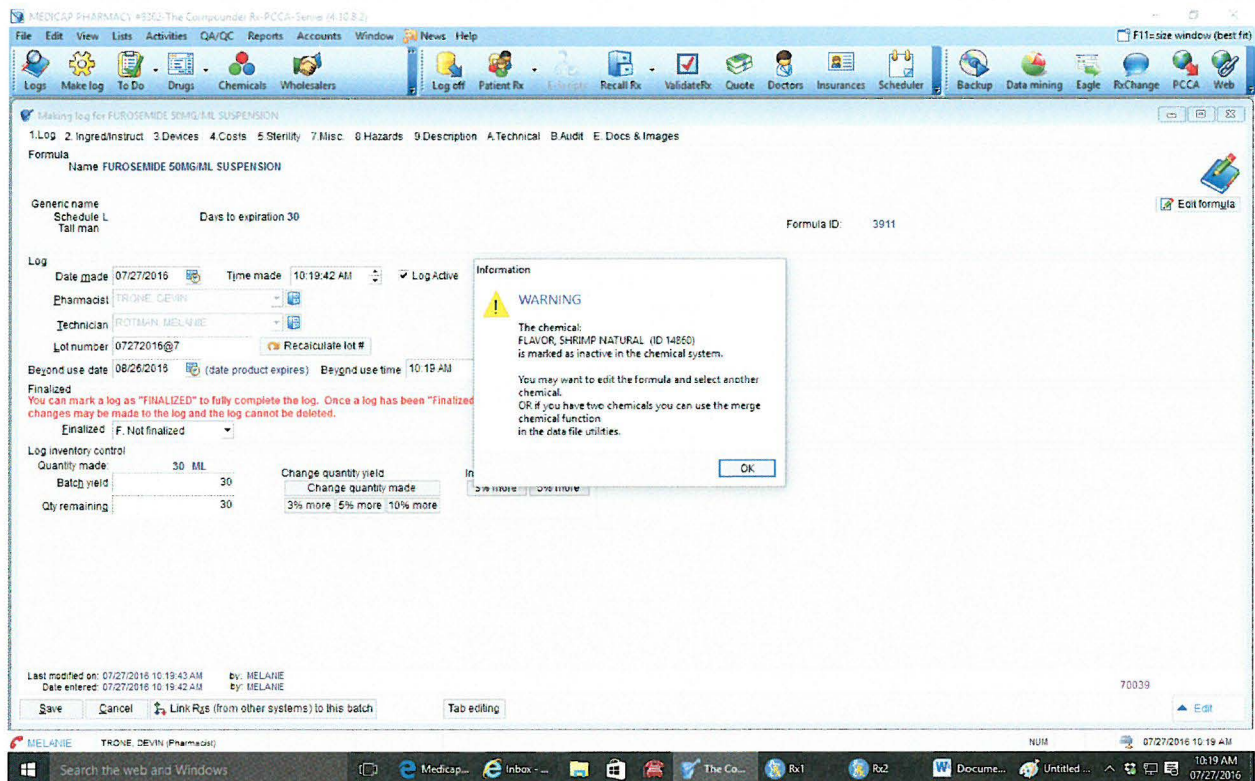 MEDICAP PHARMACY #8302-The Compounder Rx-PCCA-Server (4.10.8.2)
File Edit View Lists Activities QA/QC Reports Accounts Window News Help F11=size window (best fit)
Logs Make log To Do Drugs Chemicals Wholesalers Log off Patient Rx Recall Rx ValidateRx Quote Doctors Insurances Scheduler Backup Data mining Eagle RxChange PCCA Web
Making log for FUROSEMIDE 50MG/ML SUSPENSION
1.Log 2. Ingred/Instruct 3.Devices 4.Costs 5.Sterility 7.Misc. 8.Hazards 9.Description A.Technical B.Audit E. Docs & Images
Formula
Name FUROSEMIDE 50MG/ML SUSPENSION
Edit formula
Generic name
Schedule L Days to expiration 30
Tall man
Formula ID: 3911
Log
Date made 07/27/2016 Time made 10:19:42 AM Log Active
Pharmacist TRONE, DEVIN
Technician ROTMAN, MELANIE
Lot number 07272016@7 Recalculate lot #
Beyond use date 08/26/2016 (date product expires) Beyond use time 10:19 AM
Finalized
You can mark a log as "FINALIZED" to fully complete the log. Once a log has been "Finalized
changes may be made to the log and the log cannot be deleted.
Finalized F. Not finalized
Log inventory control
Quantity made: 30 ML
Batch yield 30
Qty remaining 30
Change quantity yield
Change quantity made
3% more 5% more 10% more
In
3% more 5% more
Information
WARNING
The chemical:
FLAVOR, SHRIMP NATURAL (ID 14860)
is marked as inactive in the chemical system.
You may want to edit the formula and select another
chemical.
OR if you have two chemicals you can use the merge
chemical function
in the data file utilities.
OK
Last modified on: 07/27/2016 10:19:43 AM by: MELANIE
Date entered: 07/27/2016 10:19:42 AM by: MELANIE
70039
Save Cancel Link Rxs (from other systems) to this batch Tab editing Edit
MELANIE TRONE, DEVIN (Pharmacist) NUM 07/27/2016 10:19 AM
Search the web and Windows Medicap... Inbox - ... The Co... Rx1 Rx2 Docume... Untitled ... 10:19 AM
07/27/2016